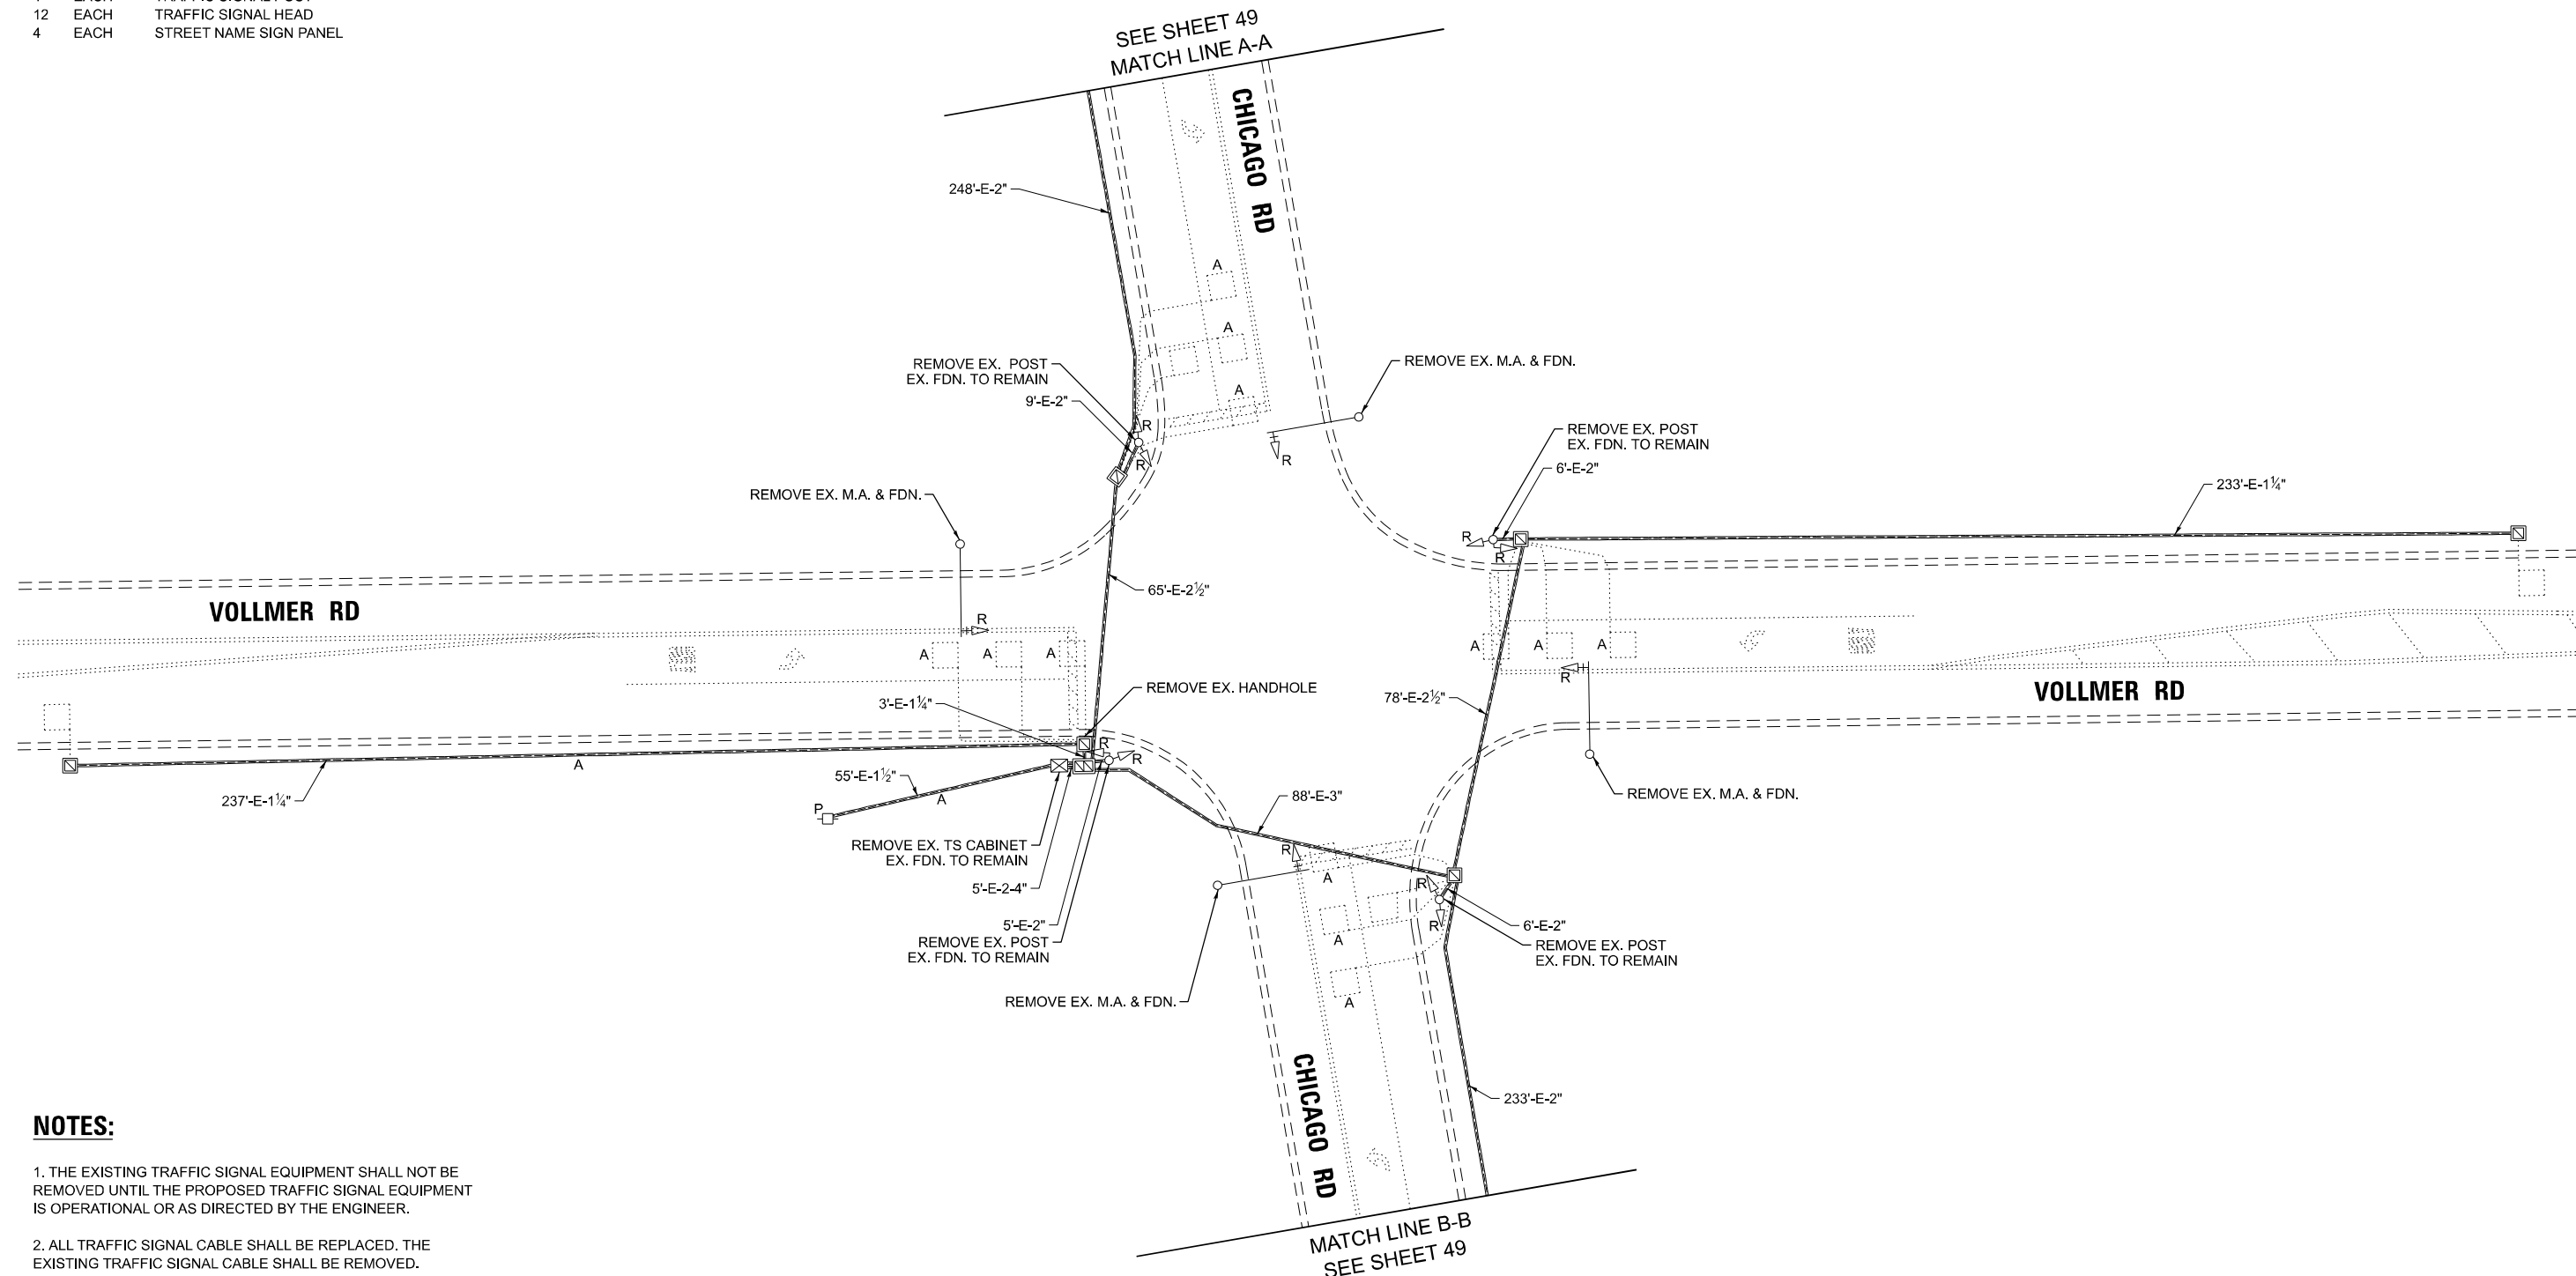 12 EACH TRAFFIC SIGNAL HEAD
4 EACH STREET NAME SIGN PANEL
SEE SHEET 49
MATCH LINE A-A
CHICAGO RD
248'-E-2"
REMOVE EX. POST
EX. FDN. TO REMAIN
9'-E-2"
A
A
A
R
R
R
REMOVE EX. M.A. & FDN.
REMOVE EX. POST
EX. FDN. TO REMAIN
6'-E-2"
233'-E-1¼"
R
R
REMOVE EX. M.A. & FDN.
65'-E-2½"
VOLLMER RD
R
A
A
A
A
A
A
R
VOLLMER RD
REMOVE EX. HANDHOLE
3'-E-1¼"
78'-E-2½"
R
R
A
237'-E-1¼"
55'-E-1½"
A
P
88'-E-3"
REMOVE EX. M.A. & FDN.
REMOVE EX. TS CABINET
EX. FDN. TO REMAIN
5'-E-2-4"
5'-E-2"
REMOVE EX. POST
EX. FDN. TO REMAIN
REMOVE EX. M.A. & FDN.
R
A
A
A
R
R
6'-E-2"
REMOVE EX. POST
EX. FDN. TO REMAIN
233'-E-2"
CHICAGO RD
MATCH LINE B-B
SEE SHEET 49
NOTES:
1. THE EXISTING TRAFFIC SIGNAL EQUIPMENT SHALL NOT BE
REMOVED UNTIL THE PROPOSED TRAFFIC SIGNAL EQUIPMENT
IS OPERATIONAL OR AS DIRECTED BY THE ENGINEER.
2. ALL TRAFFIC SIGNAL CABLE SHALL BE REPLACED. THE
EXISTING TRAFFIC SIGNAL CABLE SHALL BE REMOVED.